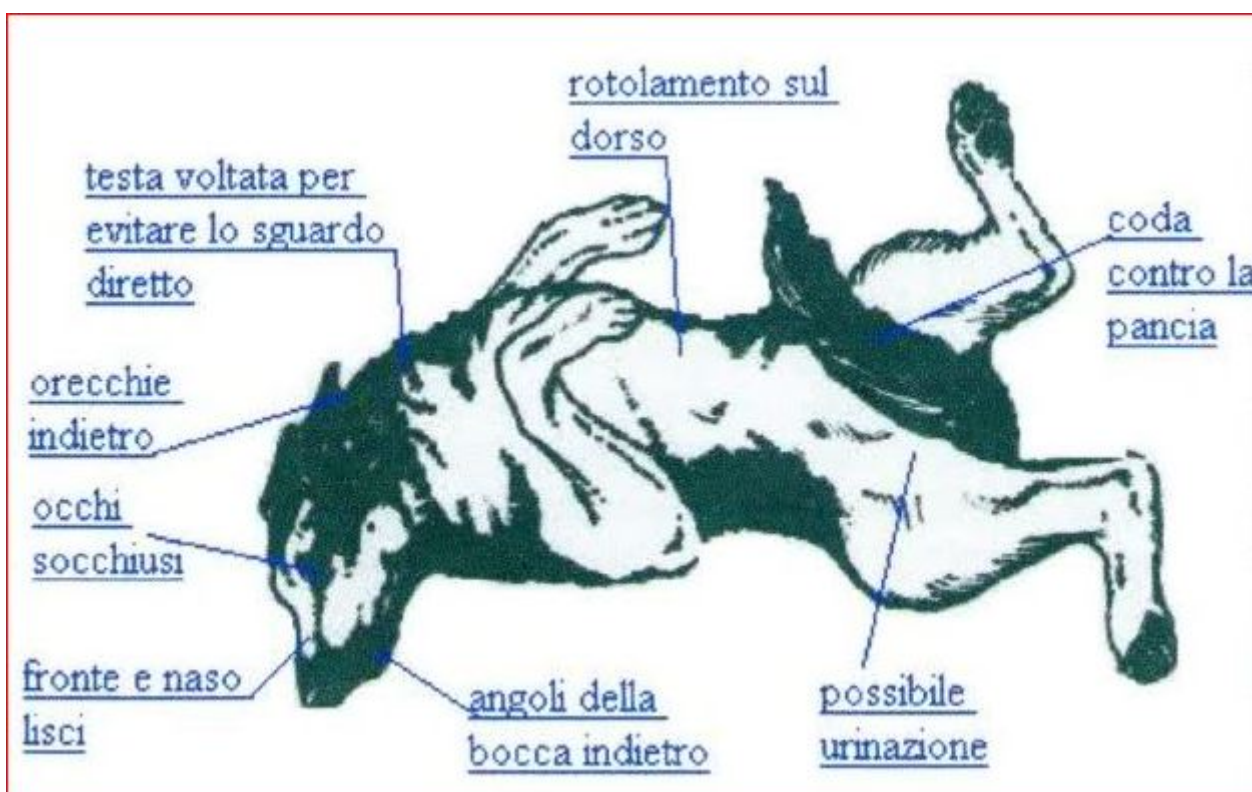 rotolamento sul
dorso
testa voltata per
evitare lo sguardo
diretto
coda
contro la
pancia
orecchie
indietro
occhi
socchiusi
fronte e naso
lisci
angoli della
bocca indietro
possibile
urinazione